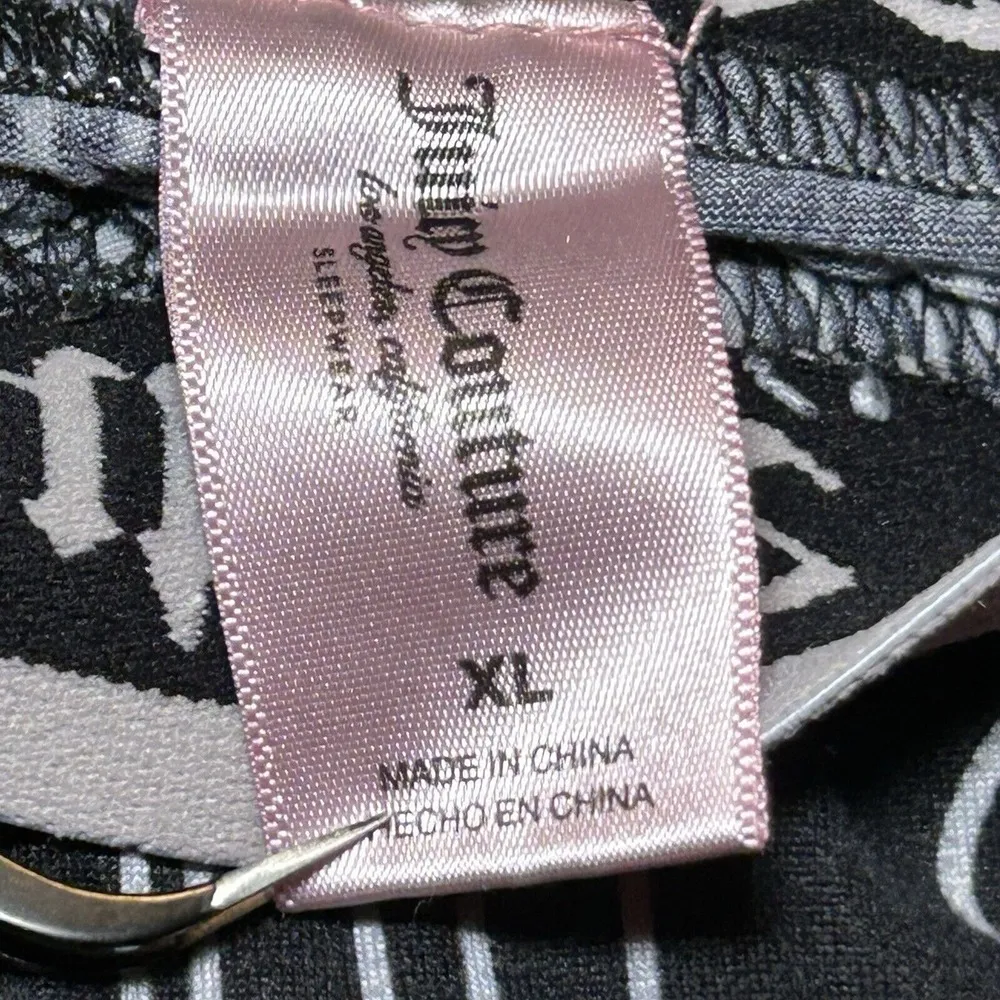 Juicy Couture
Los angeles california
SLEEPWEAR
XL
MADE IN CHINA
HECHO EN CHINA